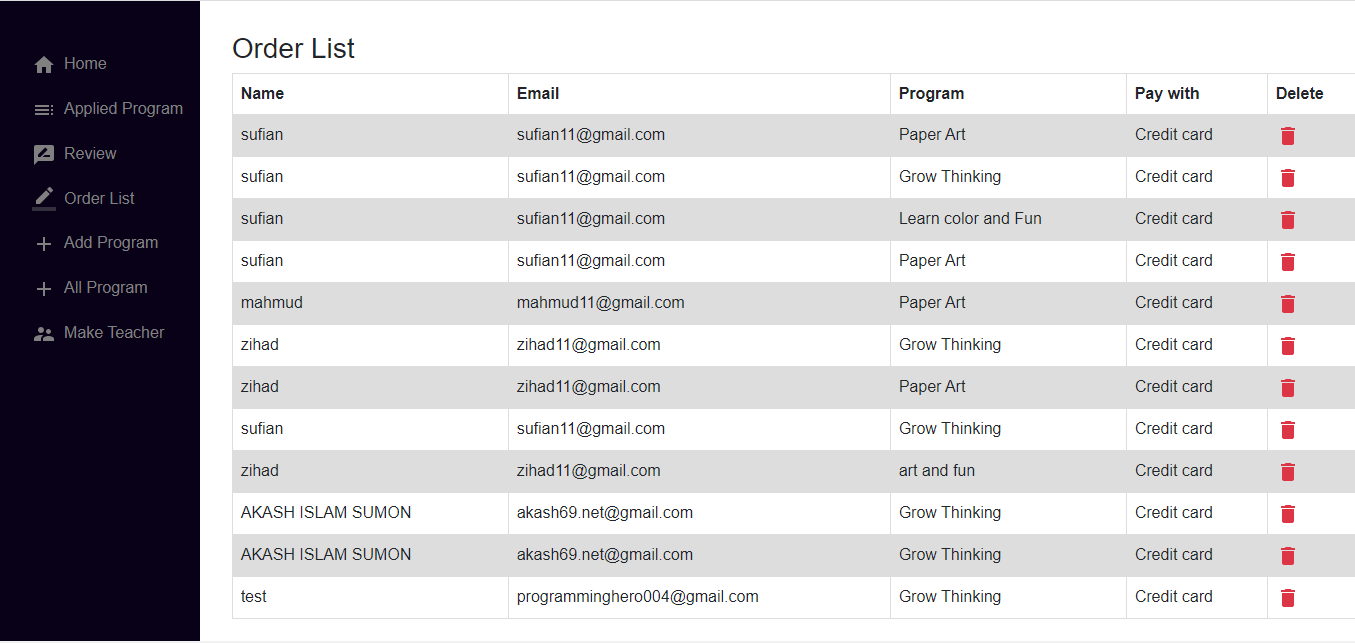 Home
Applied Program
Review
Order List
Add Program
All Program
Make Teacher
Order List
Name Email Program Pay with Delete
sufian sufian11@gmail.com Paper Art Credit card
sufian sufian11@gmail.com Grow Thinking Credit card
sufian sufian11@gmail.com Learn color and Fun Credit card
sufian sufian11@gmail.com Paper Art Credit card
mahmud mahmud11@gmail.com Paper Art Credit card
zihad zihad11@gmail.com Grow Thinking Credit card
zihad zihad11@gmail.com Paper Art Credit card
sufian sufian11@gmail.com Grow Thinking Credit card
zihad zihad11@gmail.com art and fun Credit card
AKASH ISLAM SUMON akash69.net@gmail.com Grow Thinking Credit card
AKASH ISLAM SUMON akash69.net@gmail.com Grow Thinking Credit card
test programminghero004@gmail.com Grow Thinking Credit card